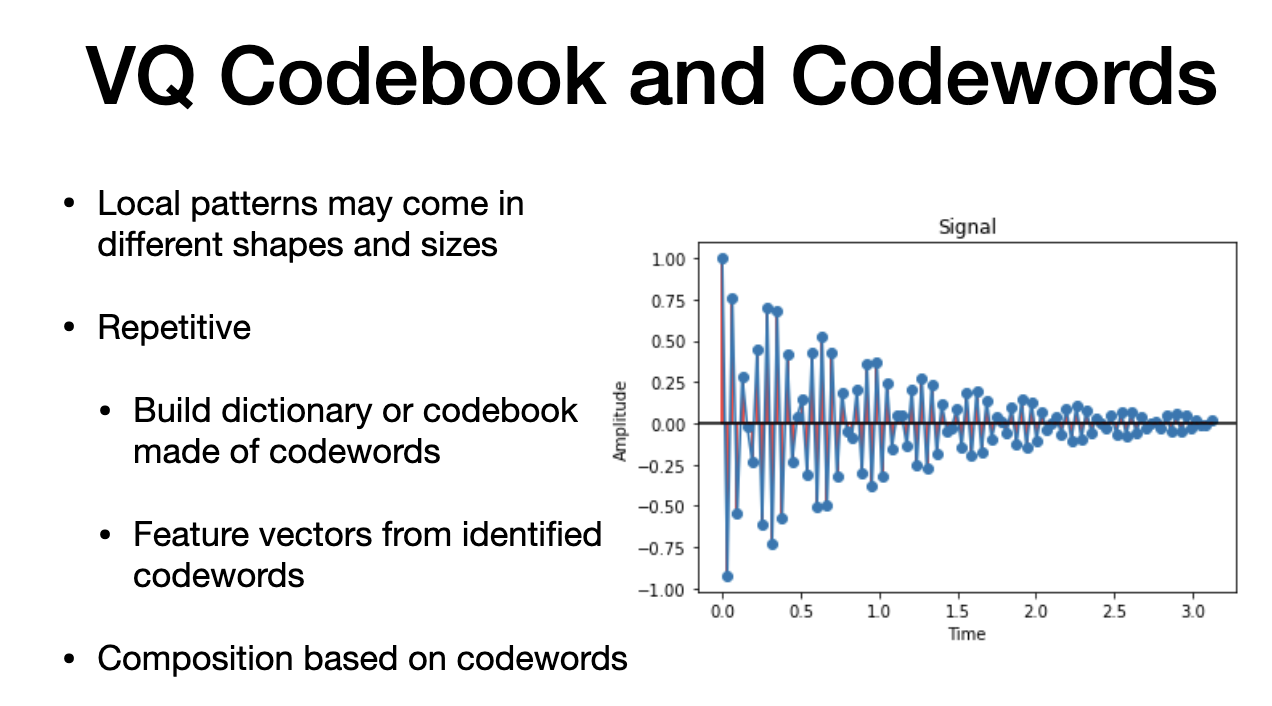 VQ Codebook and Codewords
• Local patterns may come in
different shapes and sizes
• Repetitive
• Build dictionary or codebook
made of codewords
• Feature vectors from identified
codewords
• Composition based on codewords
Signal
1.00
0.75
0.50
0.25
0.00
−0.25
−0.50
−0.75
−1.00
Amplitude
0.0 0.5 1.0 1.5 2.0 2.5 3.0
Time